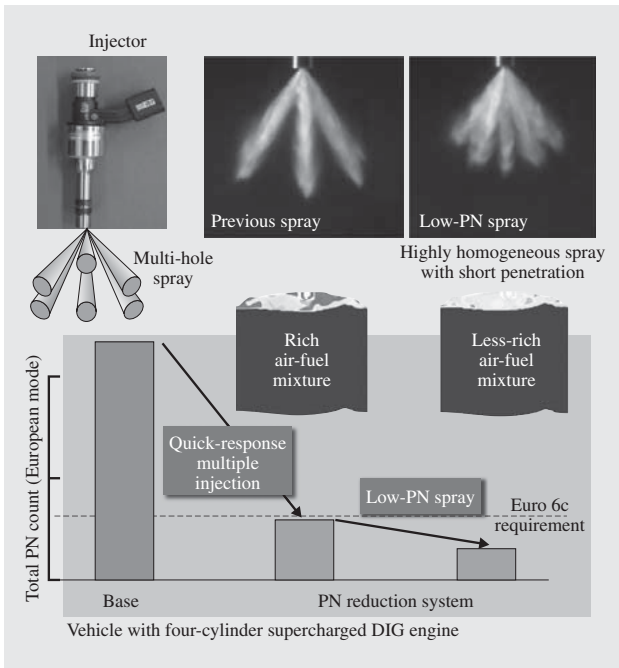 Injector
Previous spray
Low-PN spray
Multi-hole
spray
Highly homogeneous spray
with short penetration
Rich
air-fuel
mixture
Less-rich
air-fuel
mixture
Total PN count (European mode)
Quick-response
multiple
injection
Low-PN spray
Euro 6c
requirement
Base
PN reduction system
Vehicle with four-cylinder supercharged DIG engine